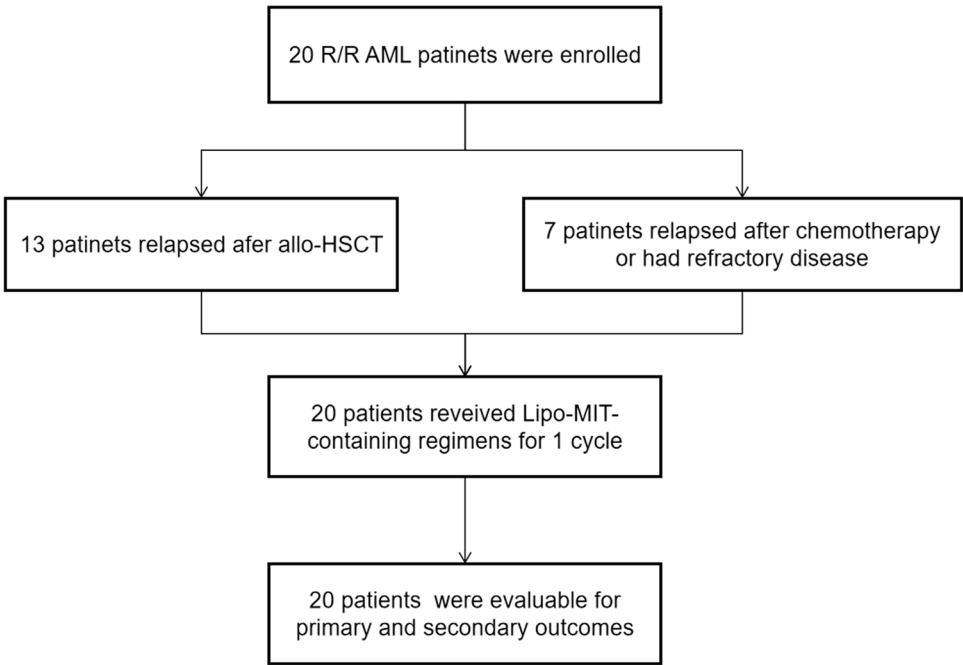 20 R/R AML patinets were enrolled
13 patinets relapsed afer allo-HSCT
7 patinets relapsed after chemotherapy
or had refractory disease
20 patients reveived Lipo-MIT-
containing regimens for 1 cycle
20 patients were evaluable for
primary and secondary outcomes